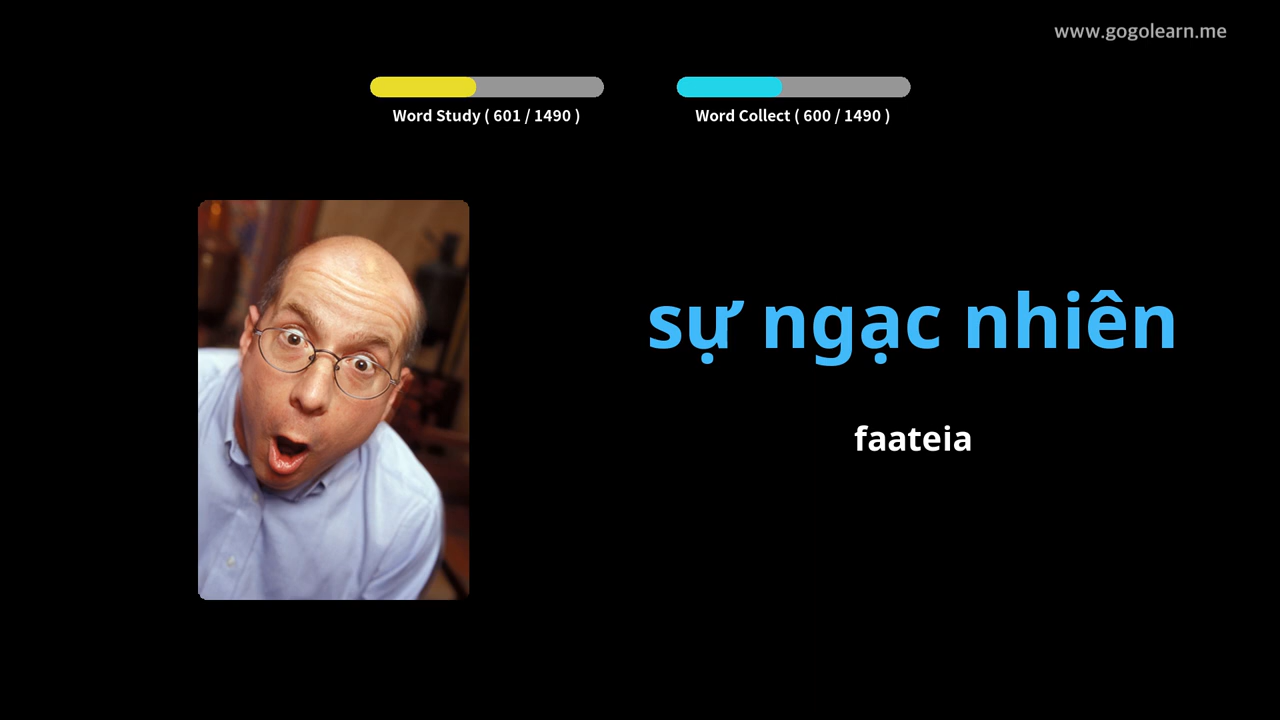 www.gogolearn.me
Word Study ( 601 / 1490 )
Word Collect ( 600 / 1490 )
sự ngạc nhiên
faateia